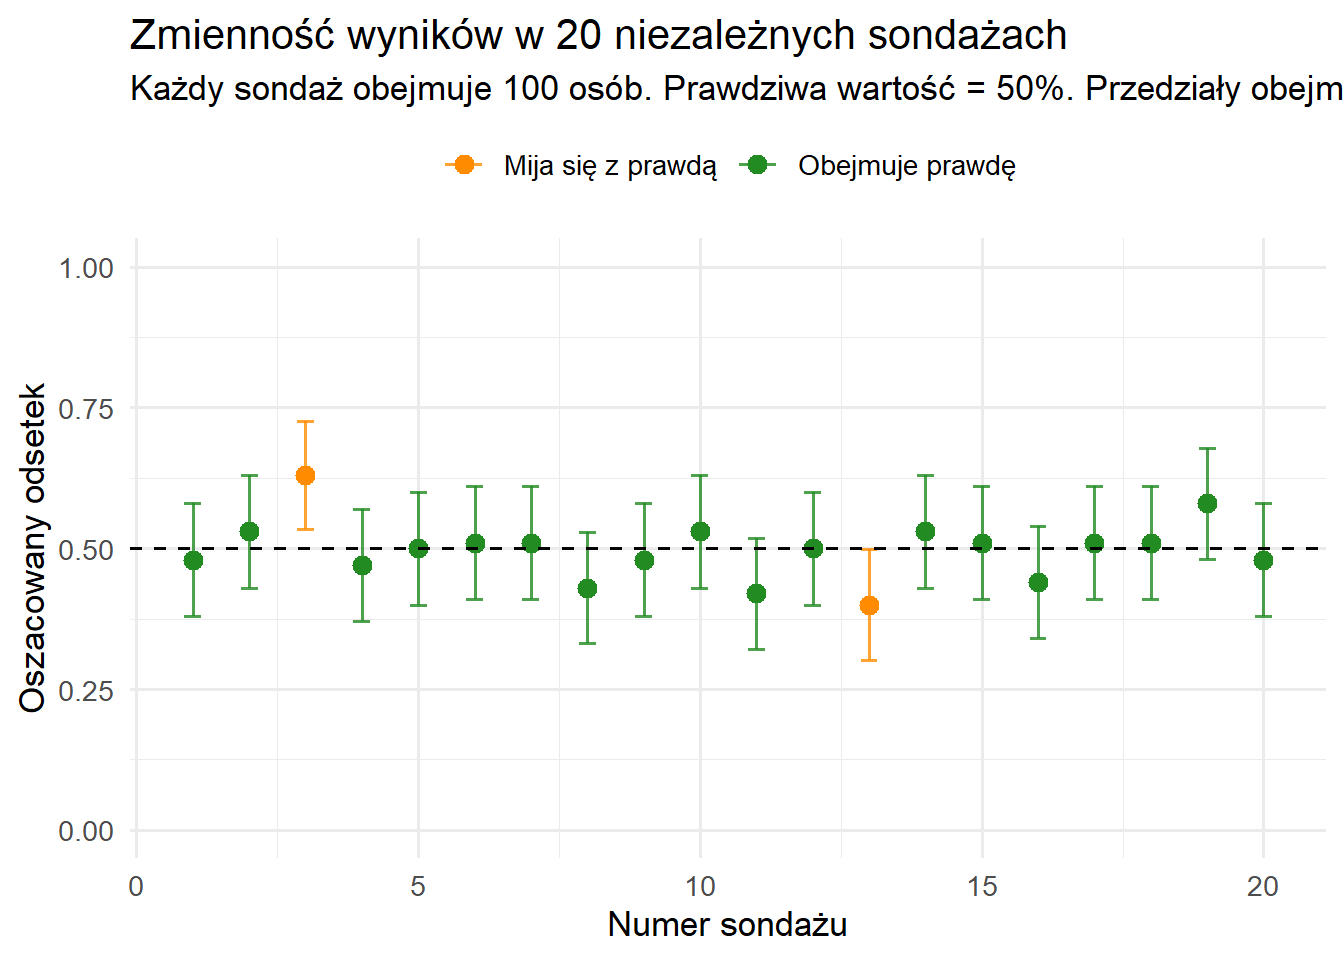 Zmienność wyników w 20 niezależnych sondażach
Każdy sondaż obejmuje 100 osób. Prawdziwa wartość = 50%. Przedziały obejm
Mija się z prawdą
Obejmuje prawdę
Oszacowany odsetek
1.00
0.75
0.50
0.25
0.00
0 5 10 15 20
Numer sondażu